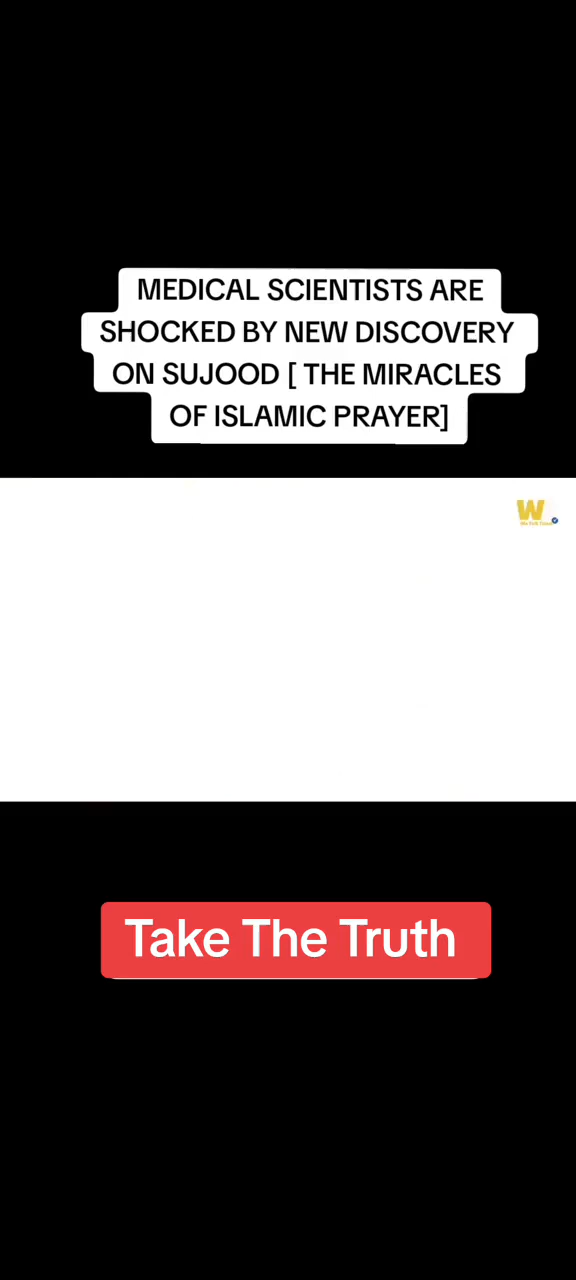 MEDICAL SCIENTISTS ARE
SHOCKED BY NEW DISCOVERY
ON SUJOOD [ THE MIRACLES
OF ISLAMIC PRAYER]
W
Take The Truth